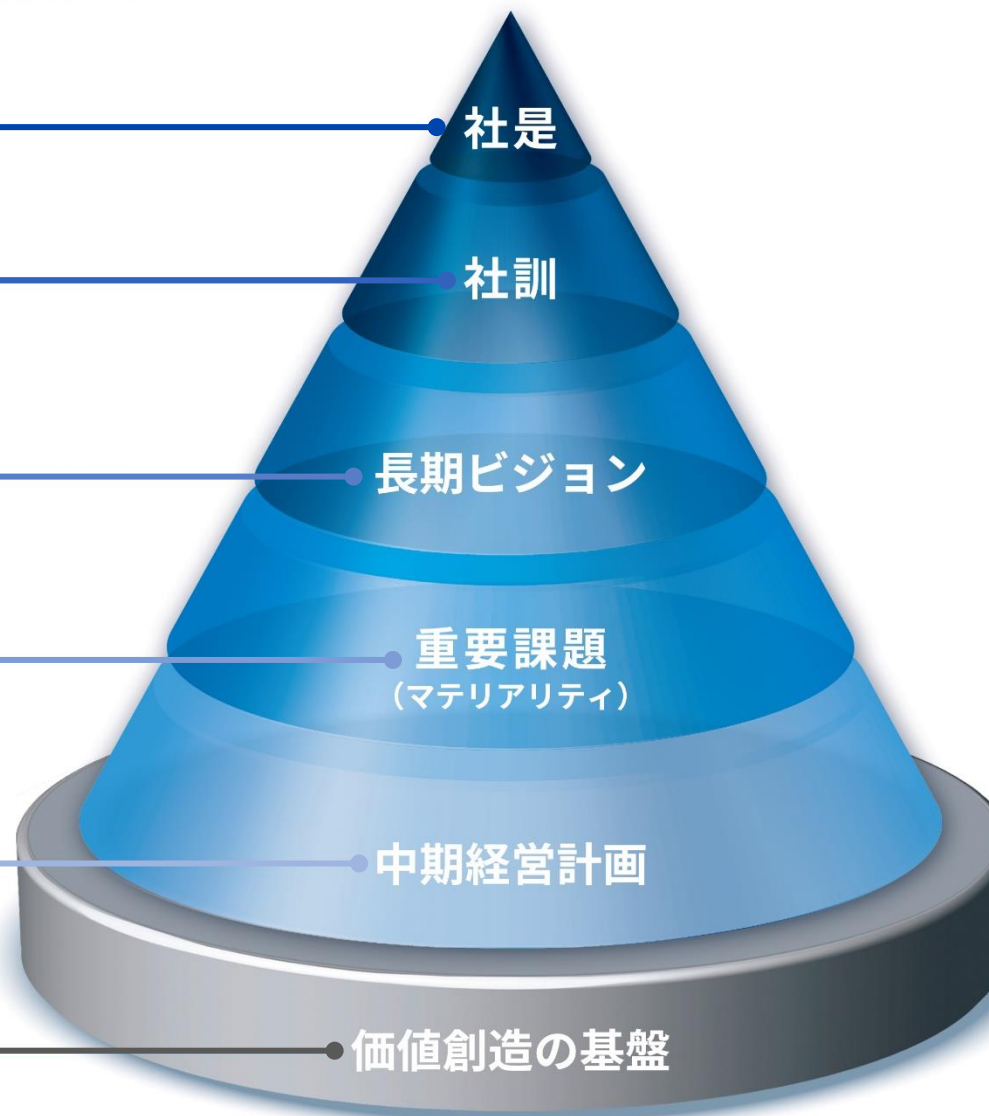 社是
社訓
長期ビジョン
重要課題
（マテリアリティ）
中期経営計画
価値創造の基盤